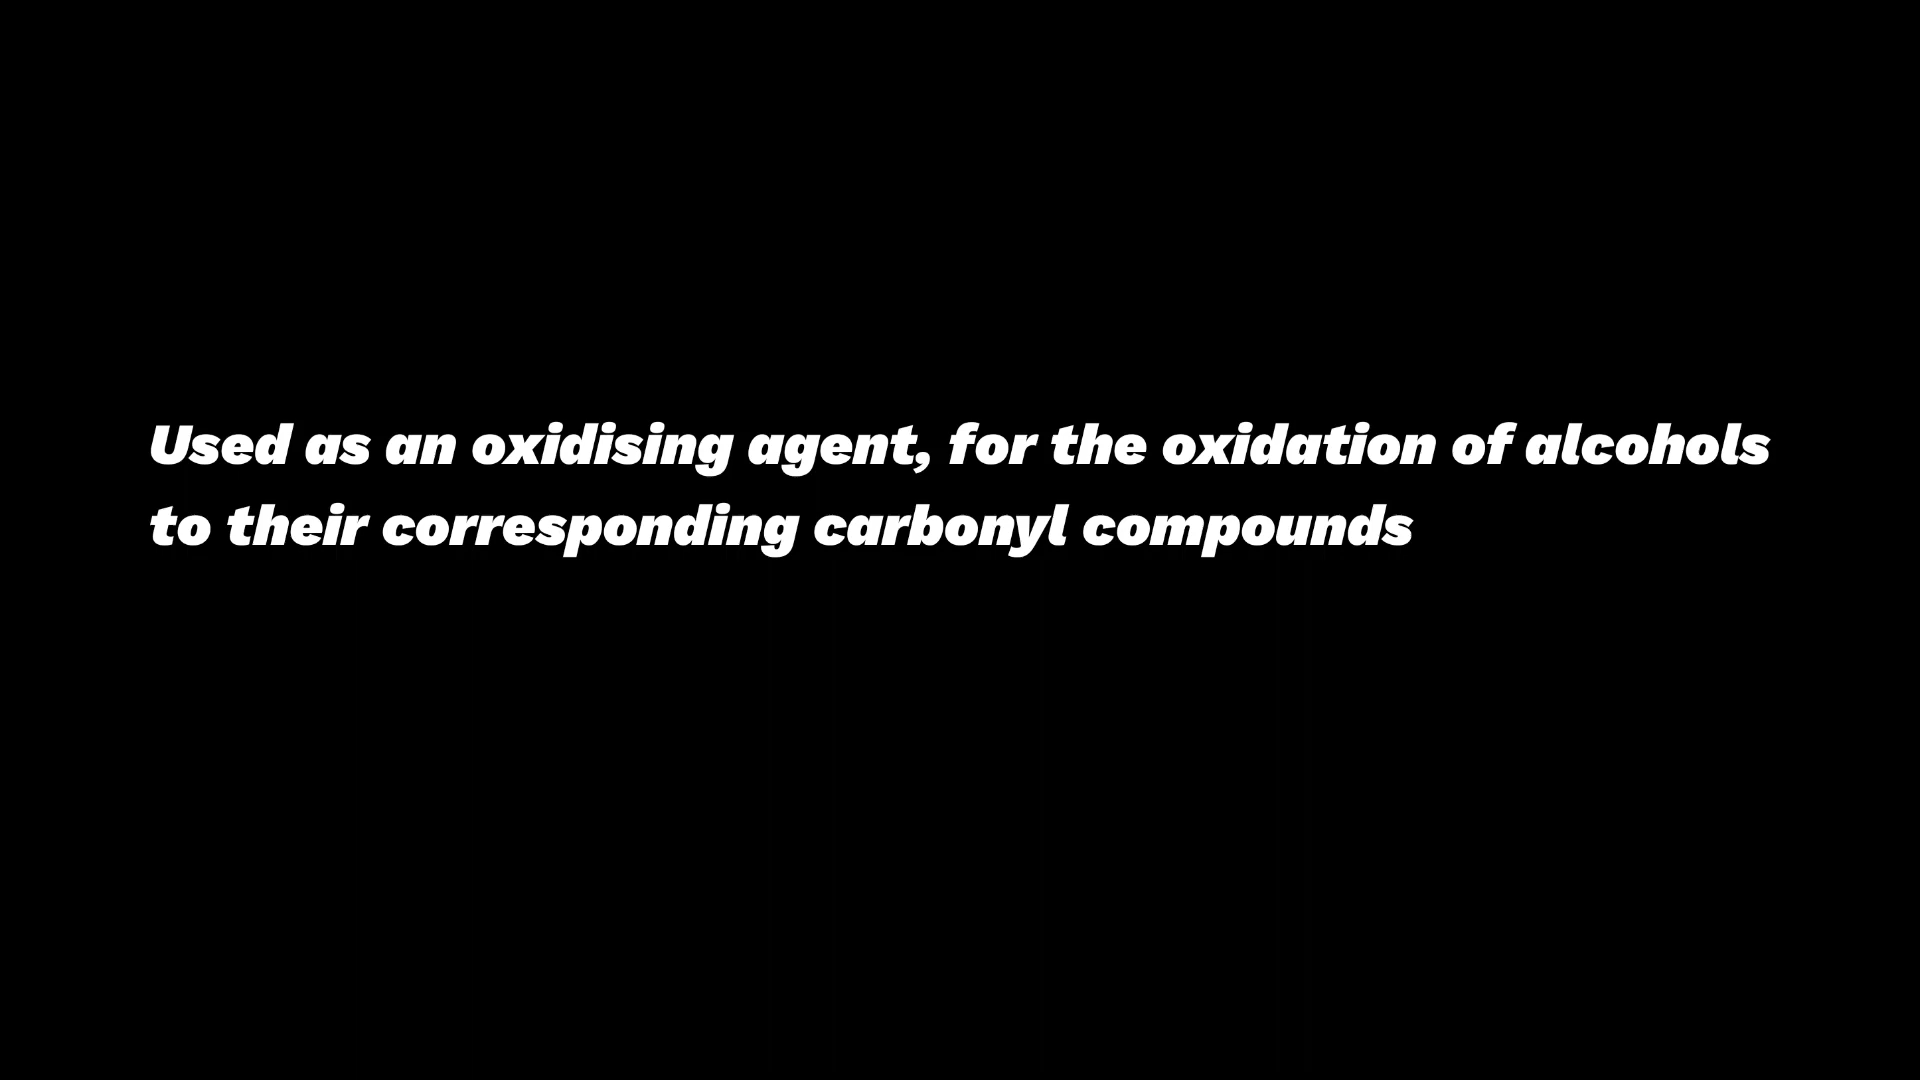 Used as an oxidising agent, for the oxidation of alcohols
to their corresponding carbonyl compounds